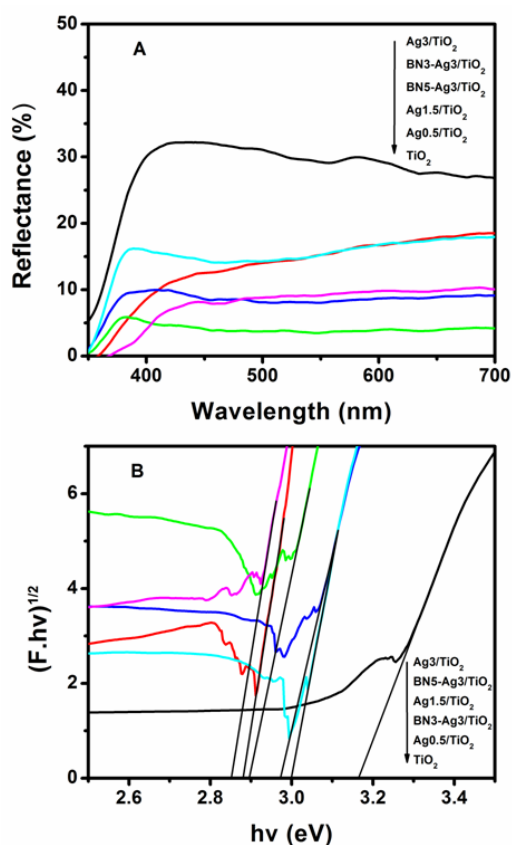 A
Reflectance (%)
50
40
30
20
10
0
Ag3/TiO₂
BN3-Ag3/TiO₂
BN5-Ag3/TiO₂
Ag1.5/TiO₂
Ag0.5/TiO₂
TiO₂
400 500 600 700
Wavelength (nm)
B
(F.hν)^1/2
6
4
2
0
Ag3/TiO₂
BN5-Ag3/TiO₂
Ag1.5/TiO₂
BN3-Ag3/TiO₂
Ag0.5/TiO₂
TiO₂
2.6 2.8 3.0 3.2 3.4
hν (eV)